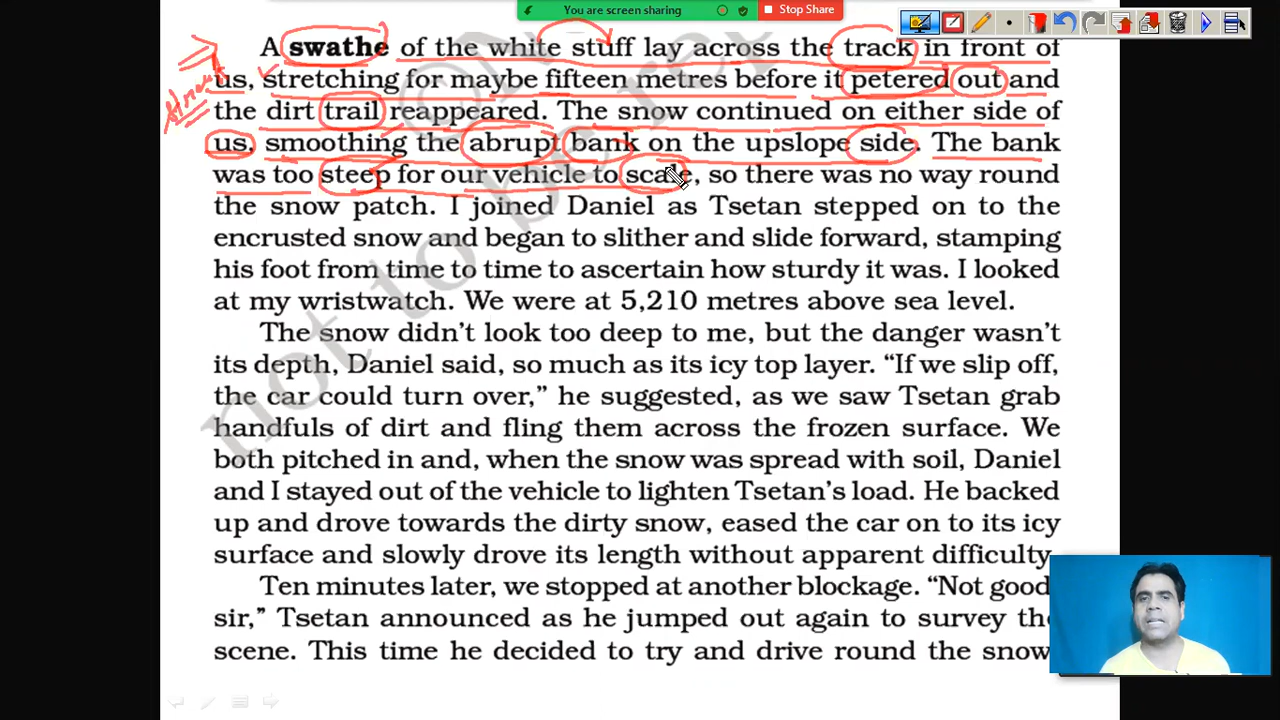 You are screen sharing
Stop Share
A swathe of the white stuff lay across the track in front of
us, stretching for maybe fifteen metres before it petered out and
the dirt trail reappeared. The snow continued on either side of
us, smoothing the abrupt bank on the upslope side. The bank
was too steep for our vehicle to scale, so there was no way round
the snow patch. I joined Daniel as Tsetan stepped on to the
encrusted snow and began to slither and slide forward, stamping
his foot from time to time to ascertain how sturdy it was. I looked
at my wristwatch. We were at 5,210 metres above sea level.
The snow didn’t look too deep to me, but the danger wasn’t
its depth, Daniel said, so much as its icy top layer. “If we slip off,
the car could turn over,” he suggested, as we saw Tsetan grab
handfuls of dirt and fling them across the frozen surface. We
both pitched in and, when the snow was spread with soil, Daniel
and I stayed out of the vehicle to lighten Tsetan’s load. He backed
up and drove towards the dirty snow, eased the car on to its icy
surface and slowly drove its length without apparent difficulty.
Ten minutes later, we stopped at another blockage. “Not good
sir,” Tsetan announced as he jumped out again to survey the
scene. This time he decided to try and drive round the snow
not to be rep